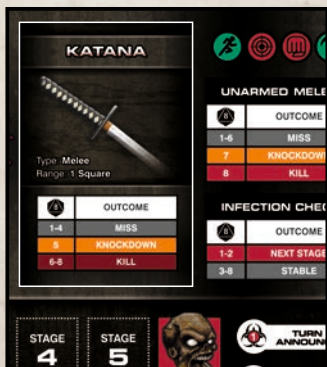 KATANA
Type :Melee
Range :1 Square
8 OUTCOME
1-4 MISS
5 KNOCKDOWN
6-8 KILL
UNARMED MELE
8 OUTCOME
1-6 MISS
7 KNOCKDOWN
8 KILL
INFECTION CHEC
8 OUTCOME
1-2 NEXT STAGE
3-8 STABLE
STAGE
4
STAGE
5
1
TURN
ANNOUN